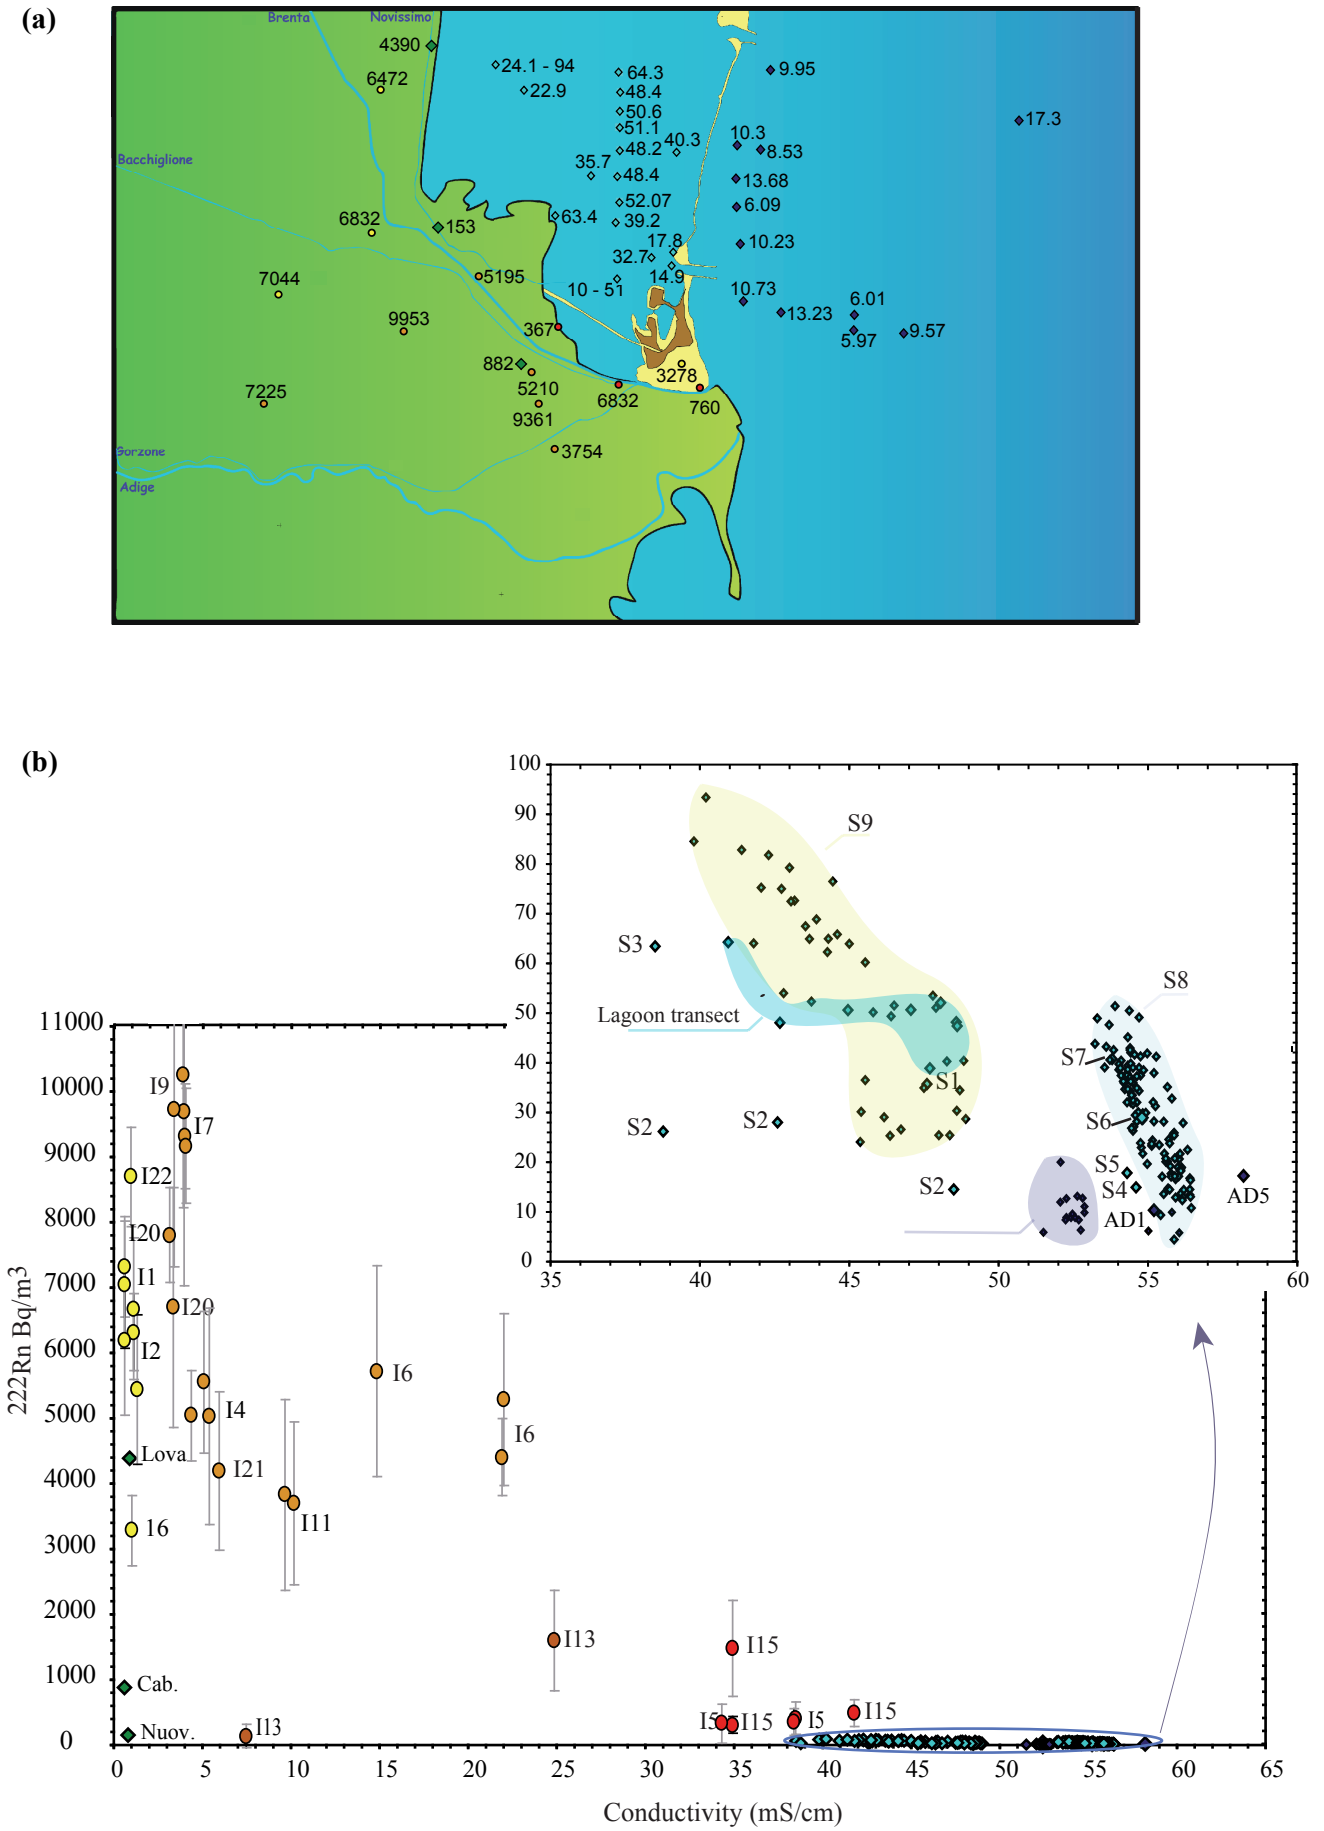 (a)
Brenta
Novissimo
4390
6472
24.1 - 94
22.9
64.3
48.4
50.6
51.1
48.2
40.3
35.7
48.4
52.07
63.4
39.2
17.8
32.7
14.9
10 - 51
9.95
17.3
10.3
8.53
13.68
6.09
10.23
10.73
13.23
6.01
5.97
9.57
Bacchiglione
6832
153
7044
5195
9953
367
882
5210
7225
9361
6832
3278
760
3754
Gorzone
Adige
(b)
100
90
80
70
60
50
40
30
20
10
0
35
40
45
50
55
60
S9
S3
Lagoon transect
S1
S2
S2
S2
S8
S7
S6
S5
S4
AD1
AD5
11000
10000
9000
8000
7000
6000
5000
4000
3000
2000
1000
0
222Rn Bq/m3
I9
I7
I22
I20
I1
I20
I2
I4
I6
I6
Lova
I21
16
I11
I13
I15
Cab.
Nuov.
I13
I5
I15
I5
I15
0
5
10
15
20
25
30
35
40
45
50
55
60
65
Conductivity (mS/cm)